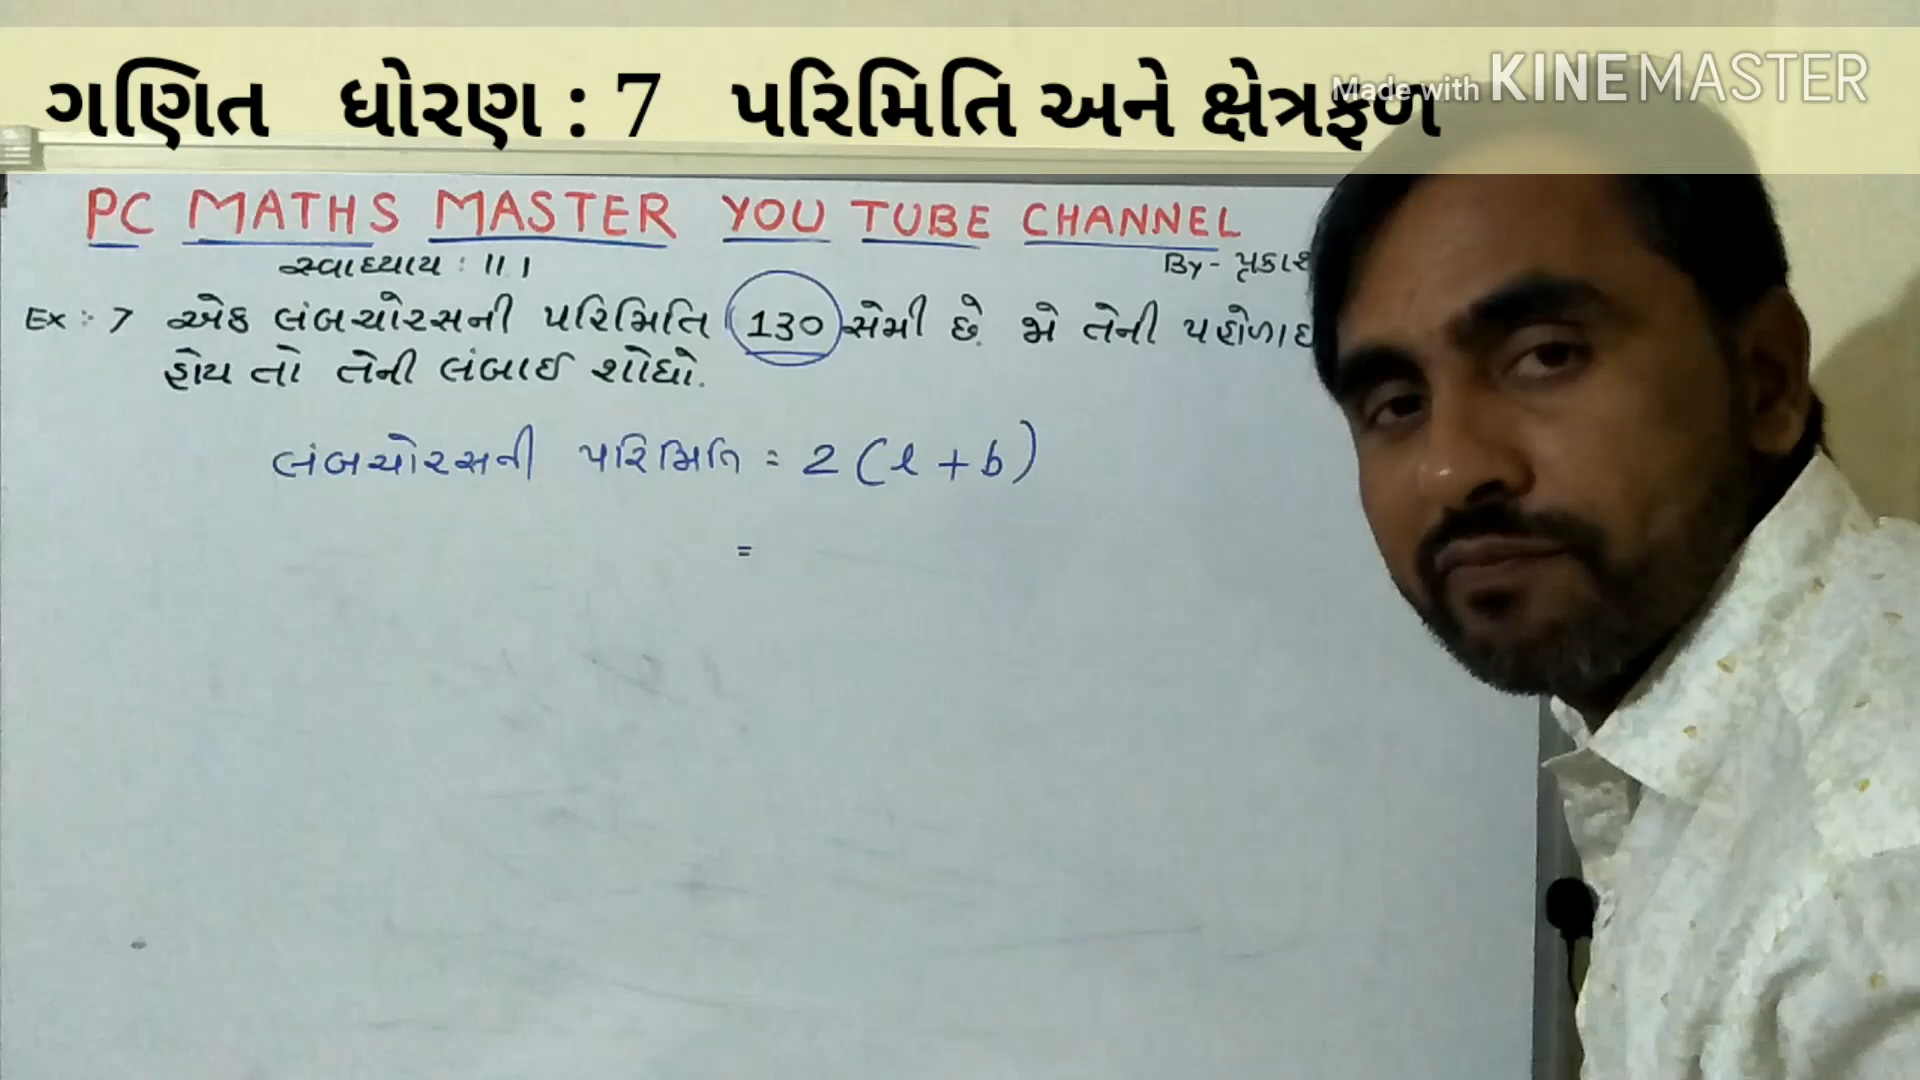 ગણિત ધોરણ : 7 પરિમિતિ અને ક્ષેત્રફળ
Made with KINEMASTER
PC MATHS MASTER YOU TUBE CHANNEL
સ્વાધ્યાય : 11.1
By - પ્રકાશ
Ex :- 7 એક લંબચોરસની પરિમિતિ 130 સેમી છે. જો તેની પહોળાઇ
હોય તો તેની લંબાઈ શોધો.
લંબચોરસની પરિમિતિ = 2 (l + b)
=